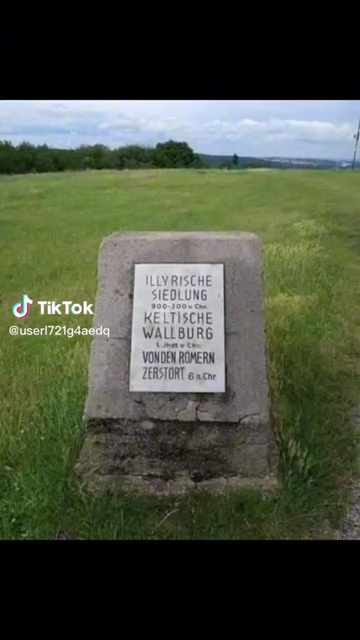 ILLYRISCHE
SIEDLUNG
900-300 v. Chr.
KELTISCHE
WALLBURG
1. Jhdt v. Chr.
VON DEN RÖMERN
ZERSTÖRT 6 n. Chr.
TikTok
@userl721g4aedq